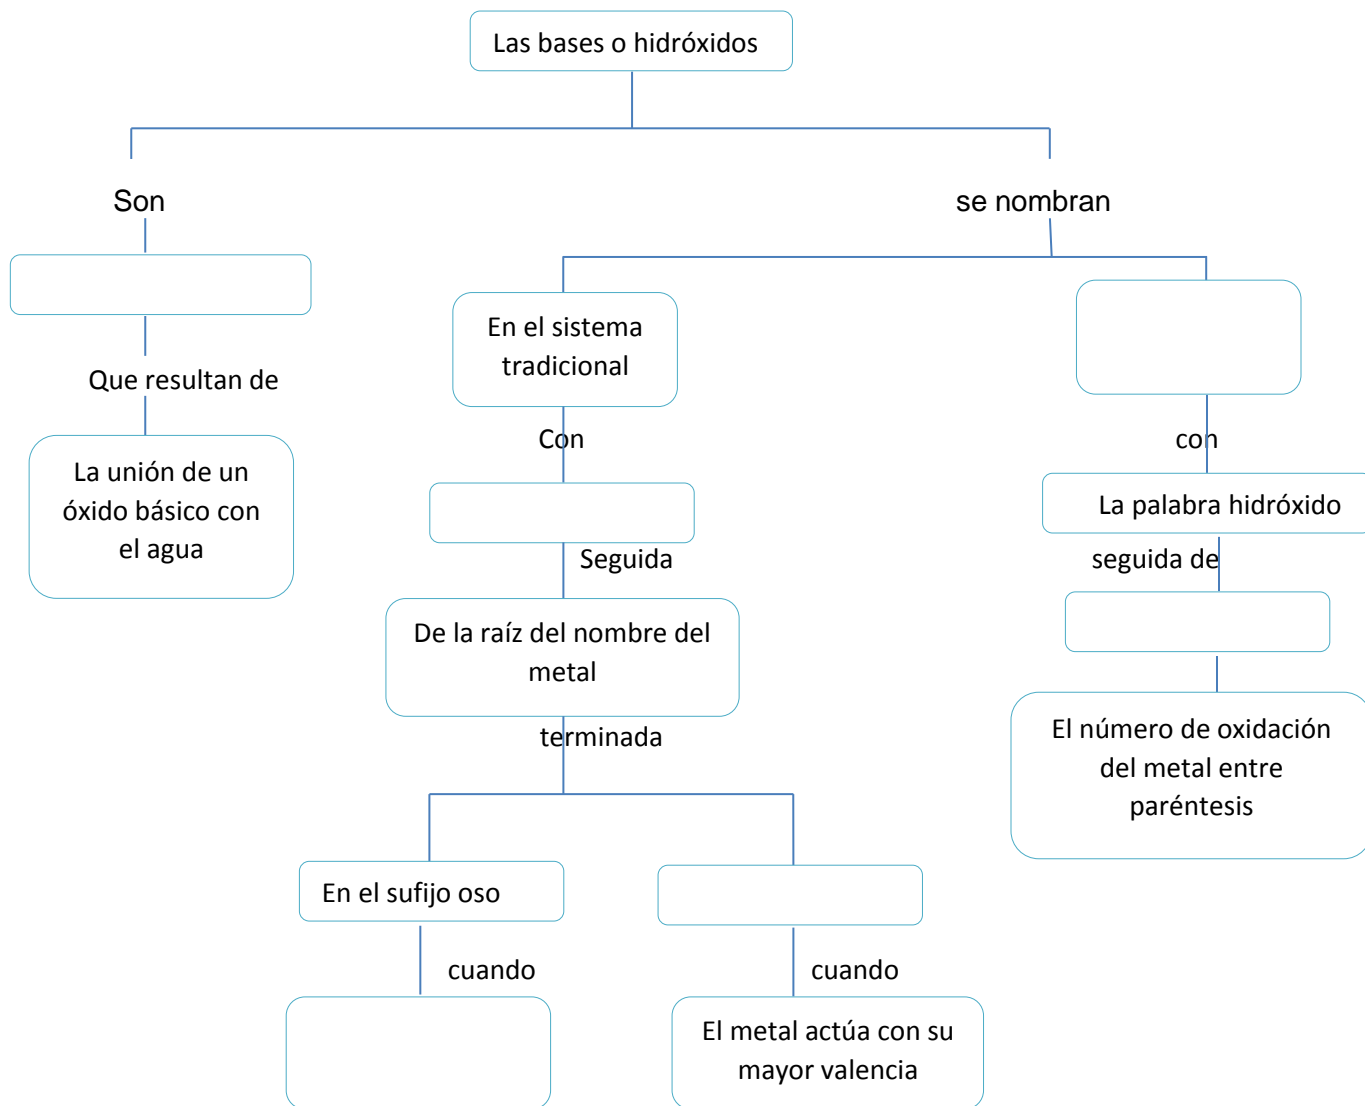 Las bases o hidróxidos
Son
se nombran
En el sistema
tradicional
Que resultan de
La unión de un
óxido básico con
el agua
Con
con
La palabra hidróxido
Seguida
seguida de
De la raíz del nombre del
metal
El número de oxidación
del metal entre
paréntesis
terminada
En el sufijo oso
cuando
cuando
El metal actúa con su
mayor valencia